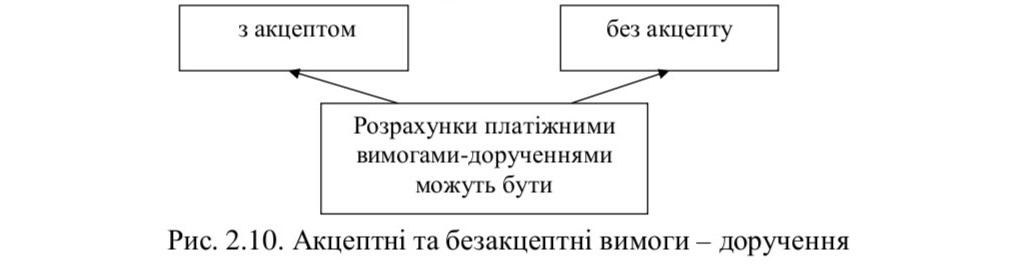 з акцептом
без акцепту
Розрахунки платіжними
вимогами-дорученнями
можуть бути
Рис. 2.10. Акцептні та безакцептні вимоги – доручення